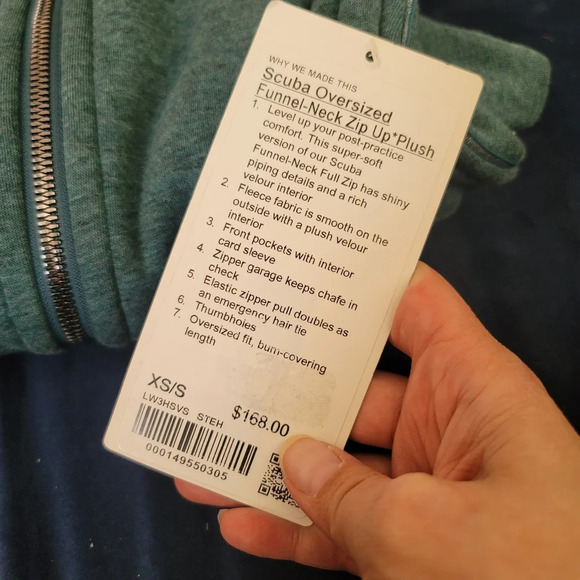 WHY WE MADE THIS
Scuba Oversized
Funnel-Neck Zip Up*Plush
1. Level up your post-practice
comfort. This super-soft
version of our Scuba
Funnel-Neck Full Zip has shiny
piping details and a rich
velour interior
2. Fleece fabric is smooth on the
outside with a plush velour
interior
3. Front pockets with interior
card sleeve
4. Zipper garage keeps chafe in
check
5. Elastic zipper pull doubles as
an emergency hair tie
6. Thumbholes
7. Oversized fit, bum-covering
length
XS/S
$168.00
LW3HSVS STEH
000149550305